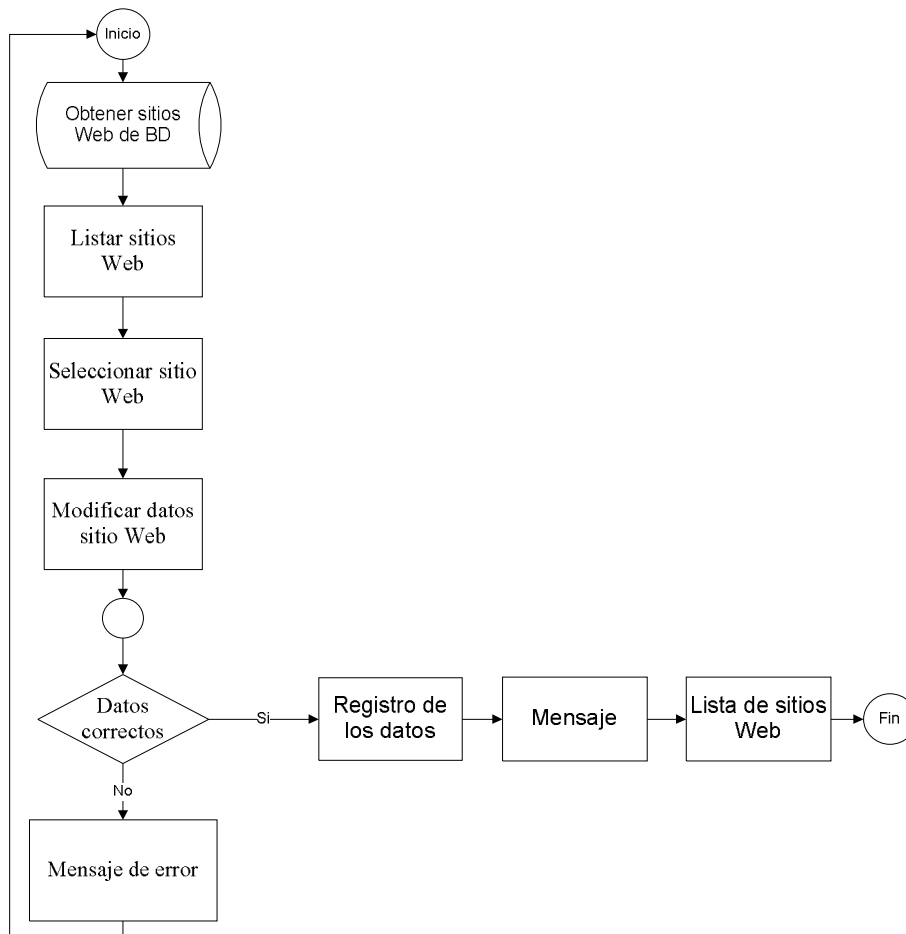 Inicio
Obtener sitios
Web de BD
Listar sitios
Web
Seleccionar sitio
Web
Modificar datos
sitio Web
Datos
correctos
Si
Registro de
los datos
Mensaje
Lista de sitios
Web
Fin
No
Mensaje de error